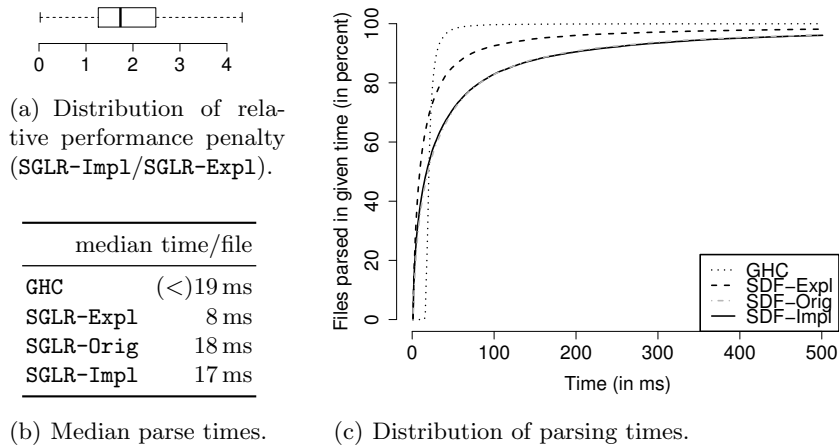 0 1 2 3 4
(a) Distribution of rela-
tive performance penalty
(SGLR-Impl/SGLR-Expl).
median time/file
GHC (<)19 ms
SGLR-Expl 8 ms
SGLR-Orig 18 ms
SGLR-Impl 17 ms
(b) Median parse times.
Files parsed in given time (in percent)
100
80
60
40
20
0
GHC
SDF−Expl
SDF−Orig
SDF−Impl
0 100 200 300 400 500
Time (in ms)
(c) Distribution of parsing times.